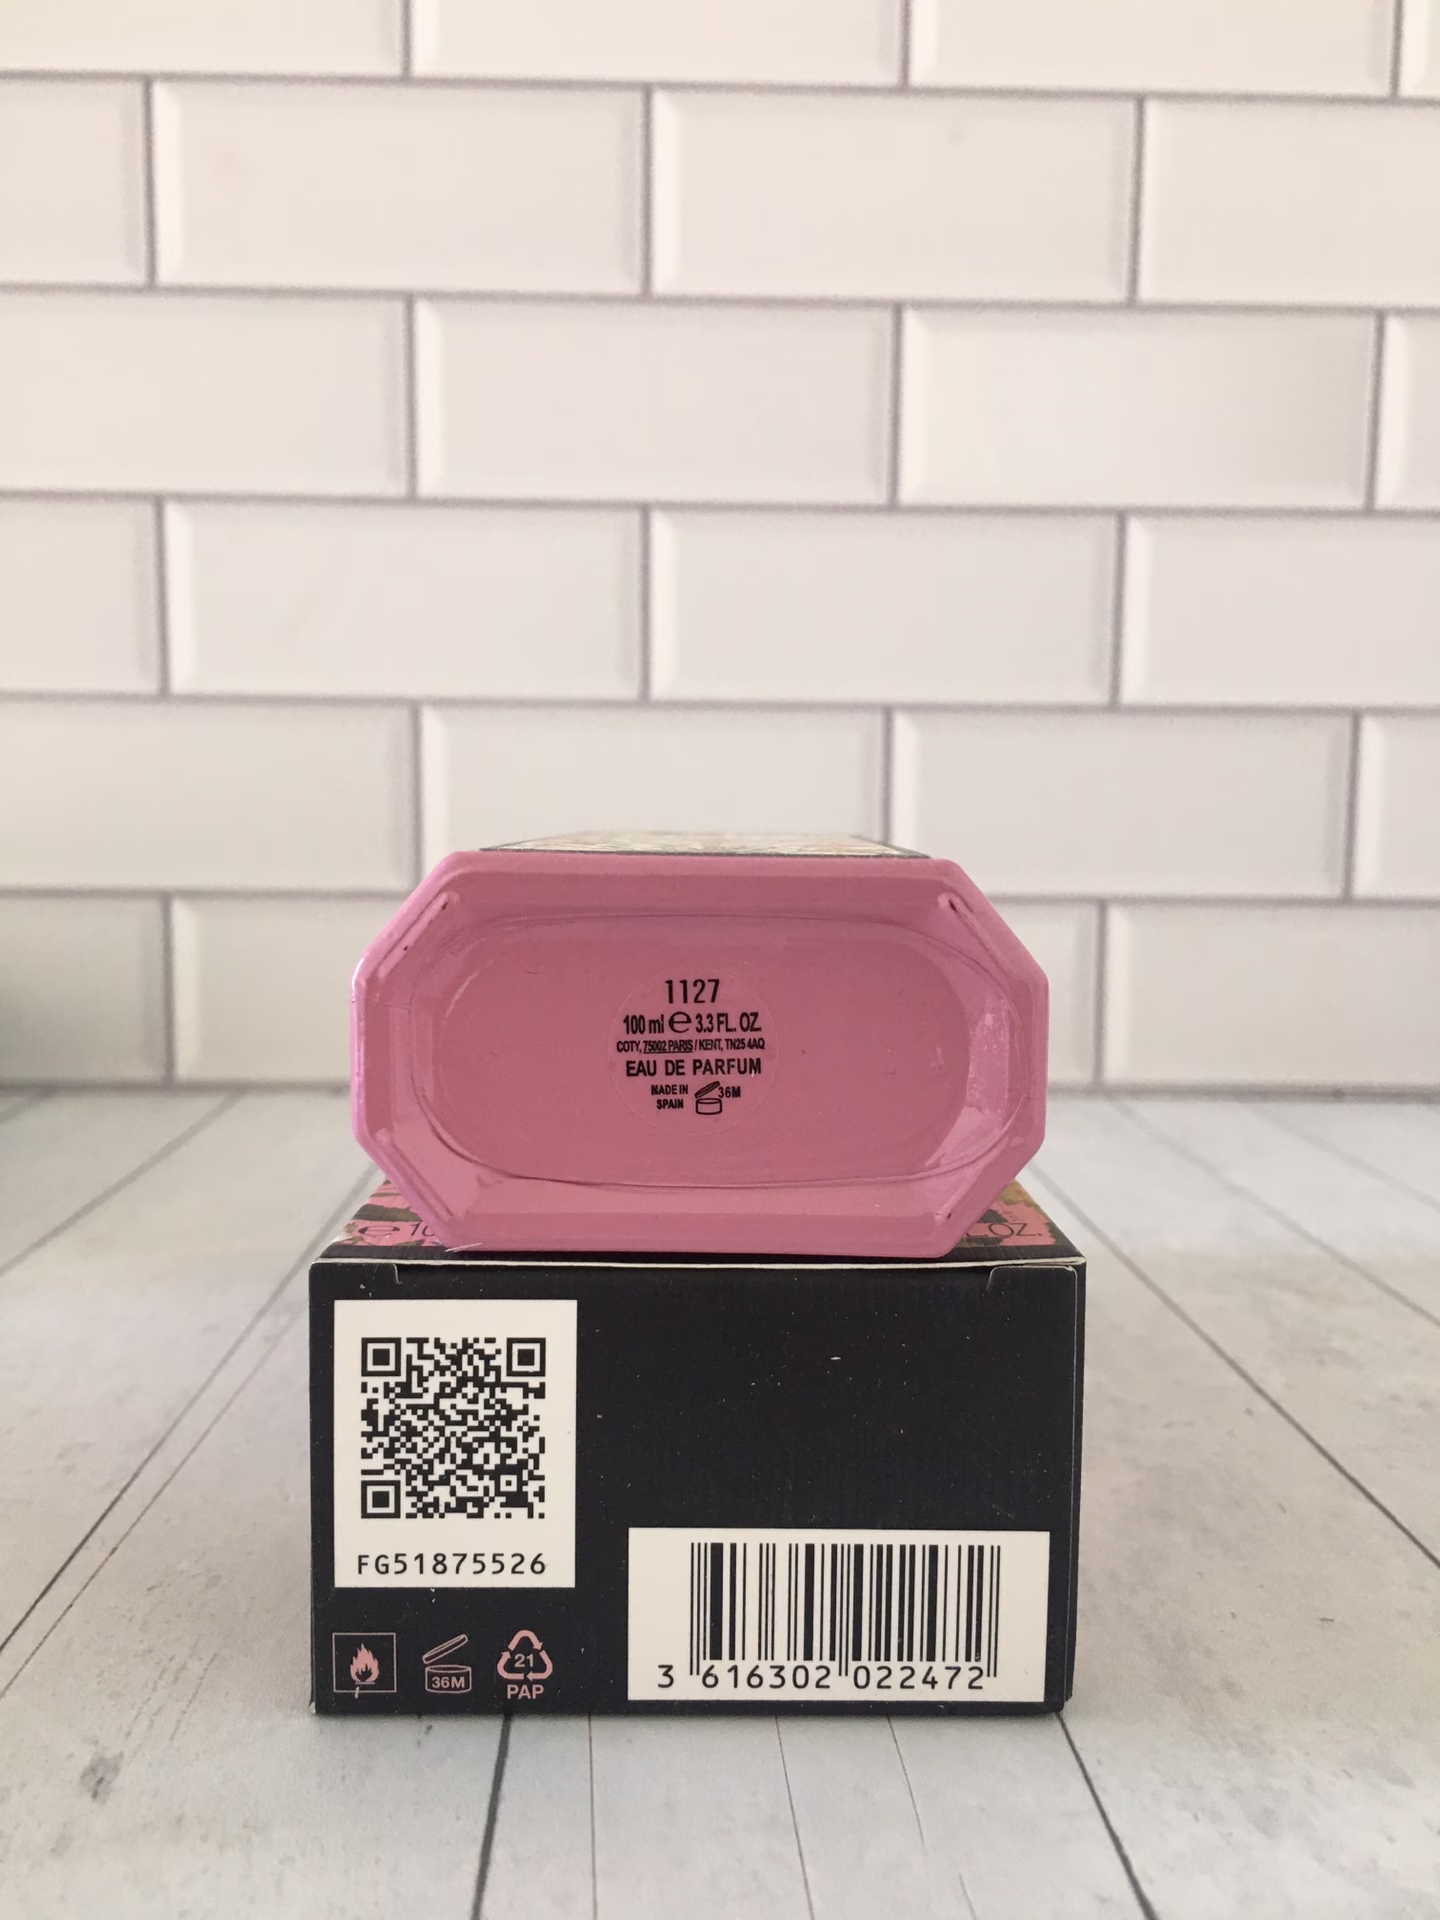 1127
100 ml e 3.3 FL. OZ.
COTY, 75002 PARIS / KENT, TN25 4AQ
EAU DE PARFUM
MADE IN
SPAIN
36M
OZ.
FG51875526
36M
21
PAP
3 616302 022472